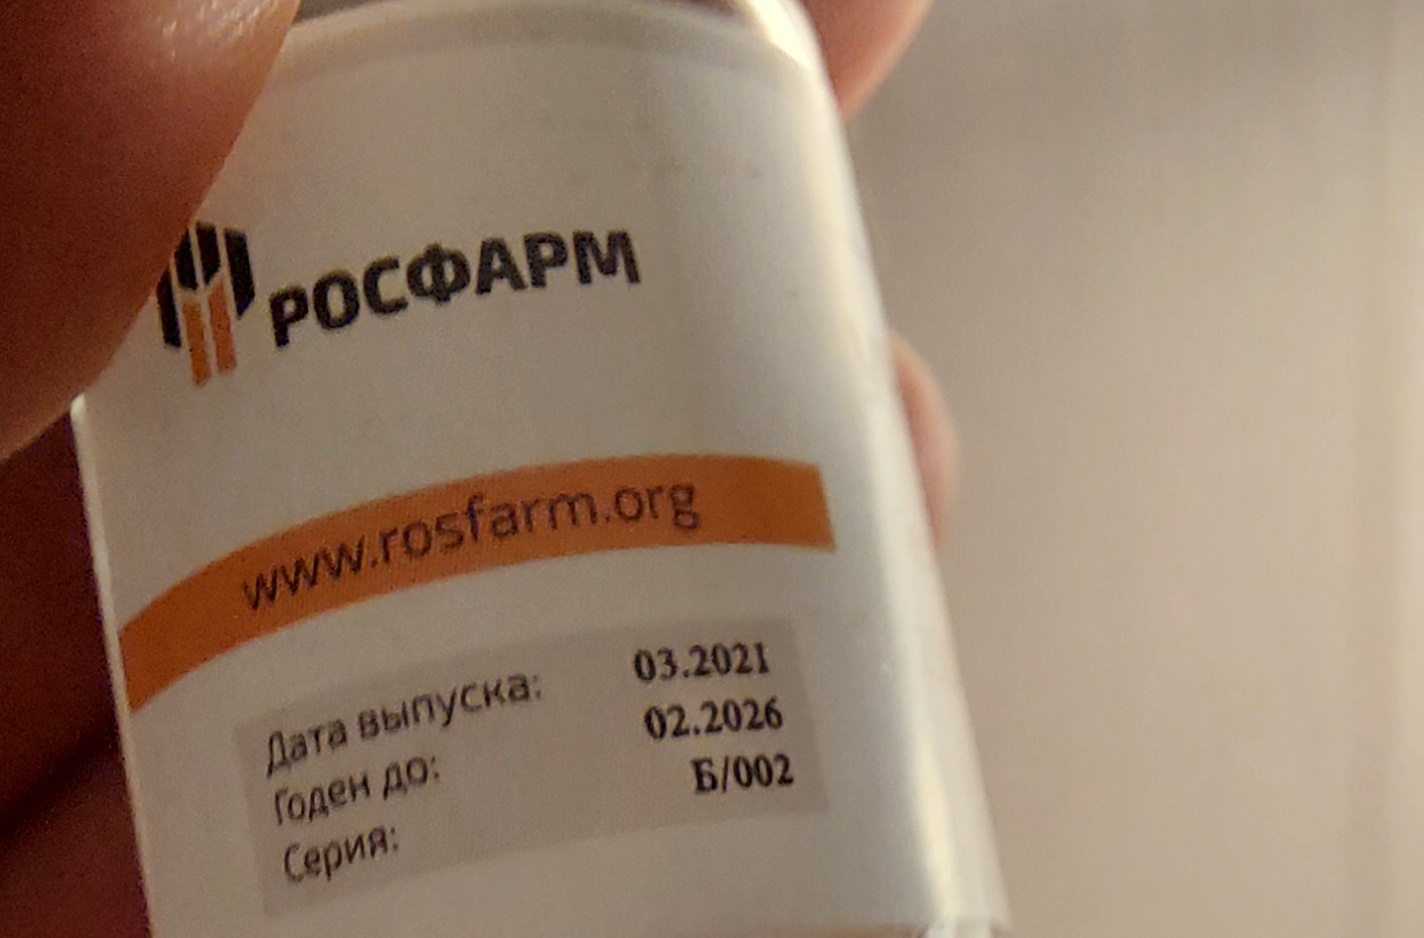 РОСФАРМ
www.rosfarm.org
Дата выпуска: 03.2021
Годен до: 02.2026
Серия: Б/002